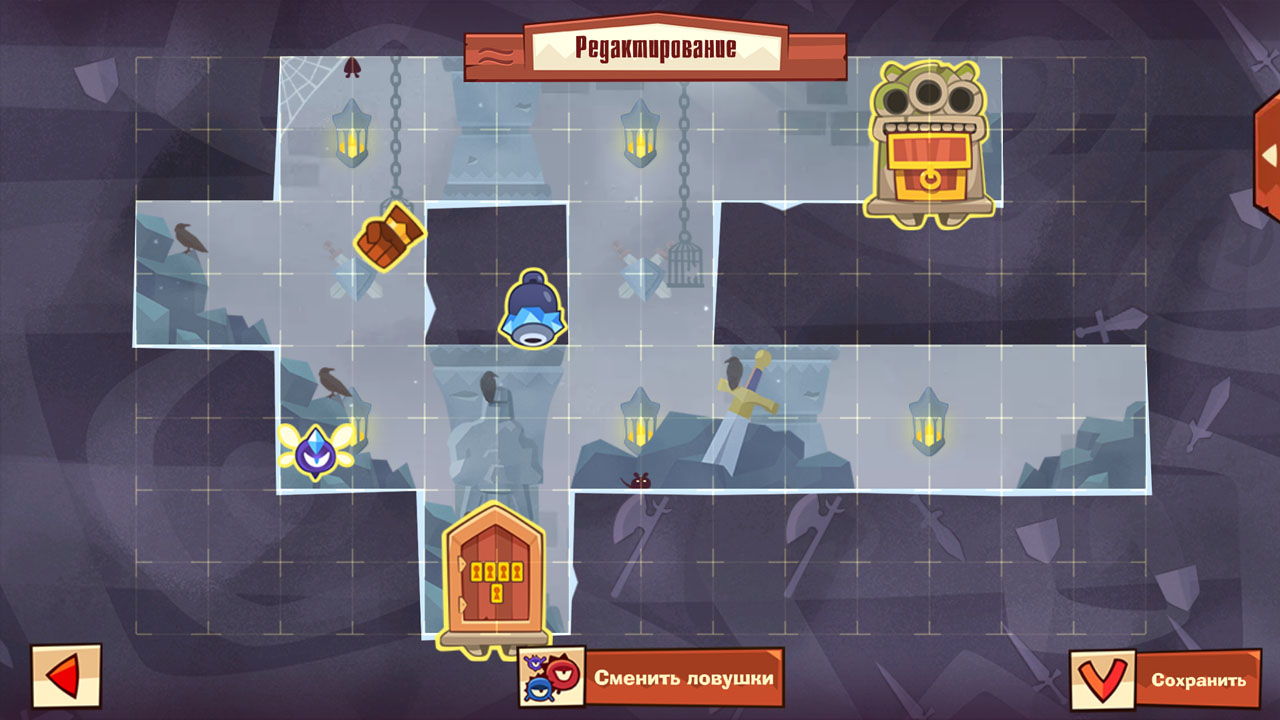 Редактирование
Сменить ловушки
Сохранить